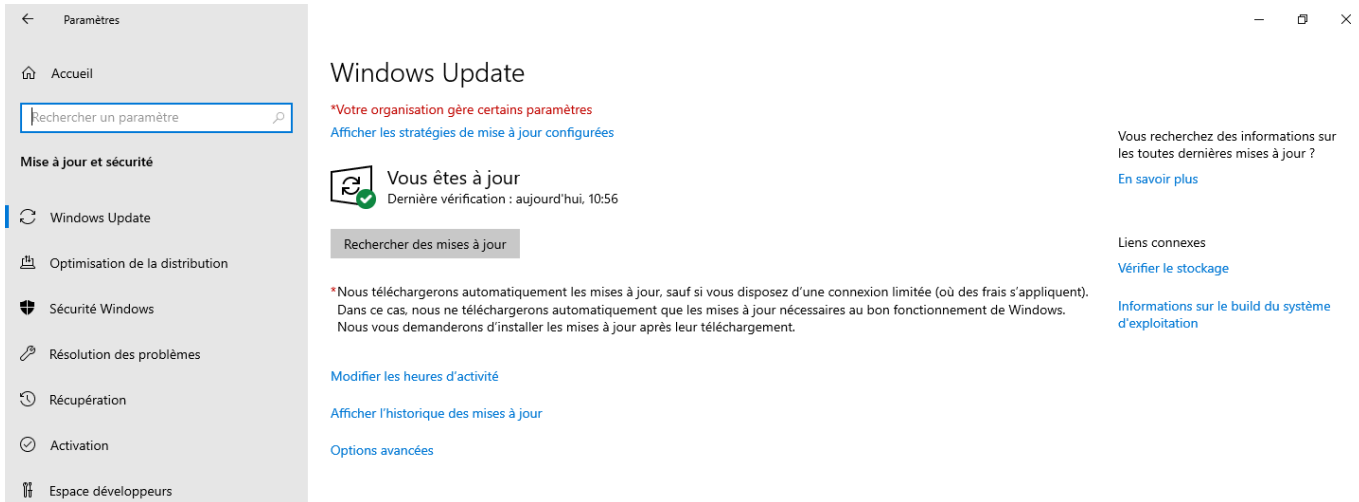 Paramètres
Accueil
Rechercher un paramètre
Mise à jour et sécurité
Windows Update
Optimisation de la distribution
Sécurité Windows
Résolution des problèmes
Récupération
Activation
Espace développeurs
Windows Update
*Votre organisation gère certains paramètres
Afficher les stratégies de mise à jour configurées
Vous êtes à jour
Dernière vérification : aujourd'hui, 10:56
Rechercher des mises à jour
*Nous téléchargerons automatiquement les mises à jour, sauf si vous disposez d’une connexion limitée (où des frais s’appliquent).
Dans ce cas, nous ne téléchargerons automatiquement que les mises à jour nécessaires au bon fonctionnement de Windows.
Nous vous demanderons d’installer les mises à jour après leur téléchargement.
Modifier les heures d’activité
Afficher l’historique des mises à jour
Options avancées
Vous recherchez des informations sur
les toutes dernières mises à jour ?
En savoir plus
Liens connexes
Vérifier le stockage
Informations sur le build du système
d'exploitation